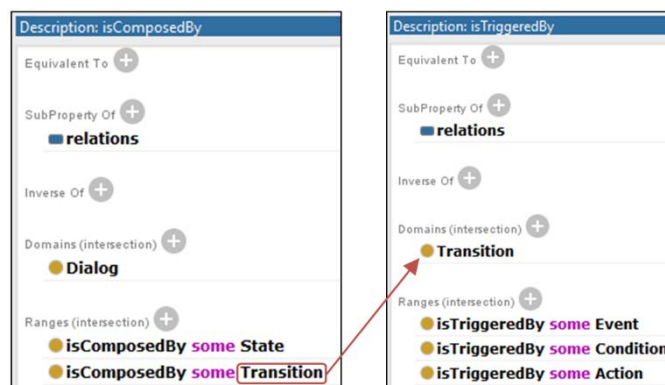 Description: isComposedBy
Equivalent To
SubProperty Of
relations
Inverse Of
Domains (intersection)
Dialog
Ranges (intersection)
isComposedBy some State
isComposedBy some Transition
Description: isTriggeredBy
Equivalent To
SubProperty Of
relations
Inverse Of
Domains (intersection)
Transition
Ranges (intersection)
isTriggeredBy some Event
isTriggeredBy some Condition
isTriggeredBy some Action